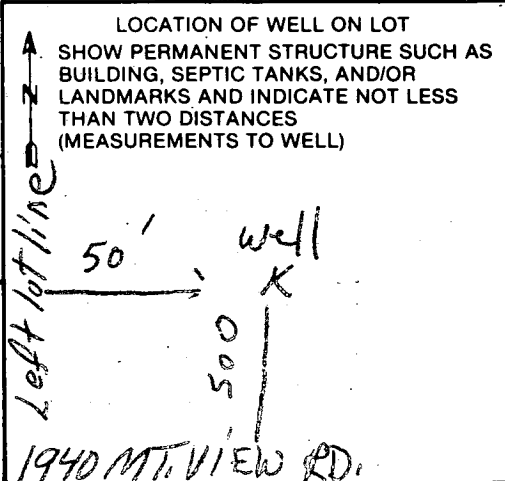 LOCATION OF WELL ON LOT
SHOW PERMANENT STRUCTURE SUCH AS
BUILDING, SEPTIC TANKS, AND/OR
LANDMARKS AND INDICATE NOT LESS
THAN TWO DISTANCES
(MEASUREMENTS TO WELL)
N
Left lot line
50'
well
X
500
1940 MT. VIEW RD.